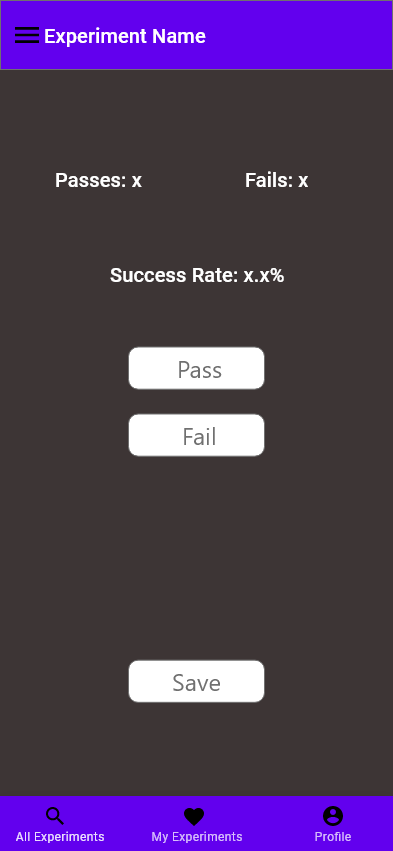 Experiment Name
Passes: x Fails: x
Success Rate: x.x%
Pass
Fail
Save
All Experiments My Experiments Profile